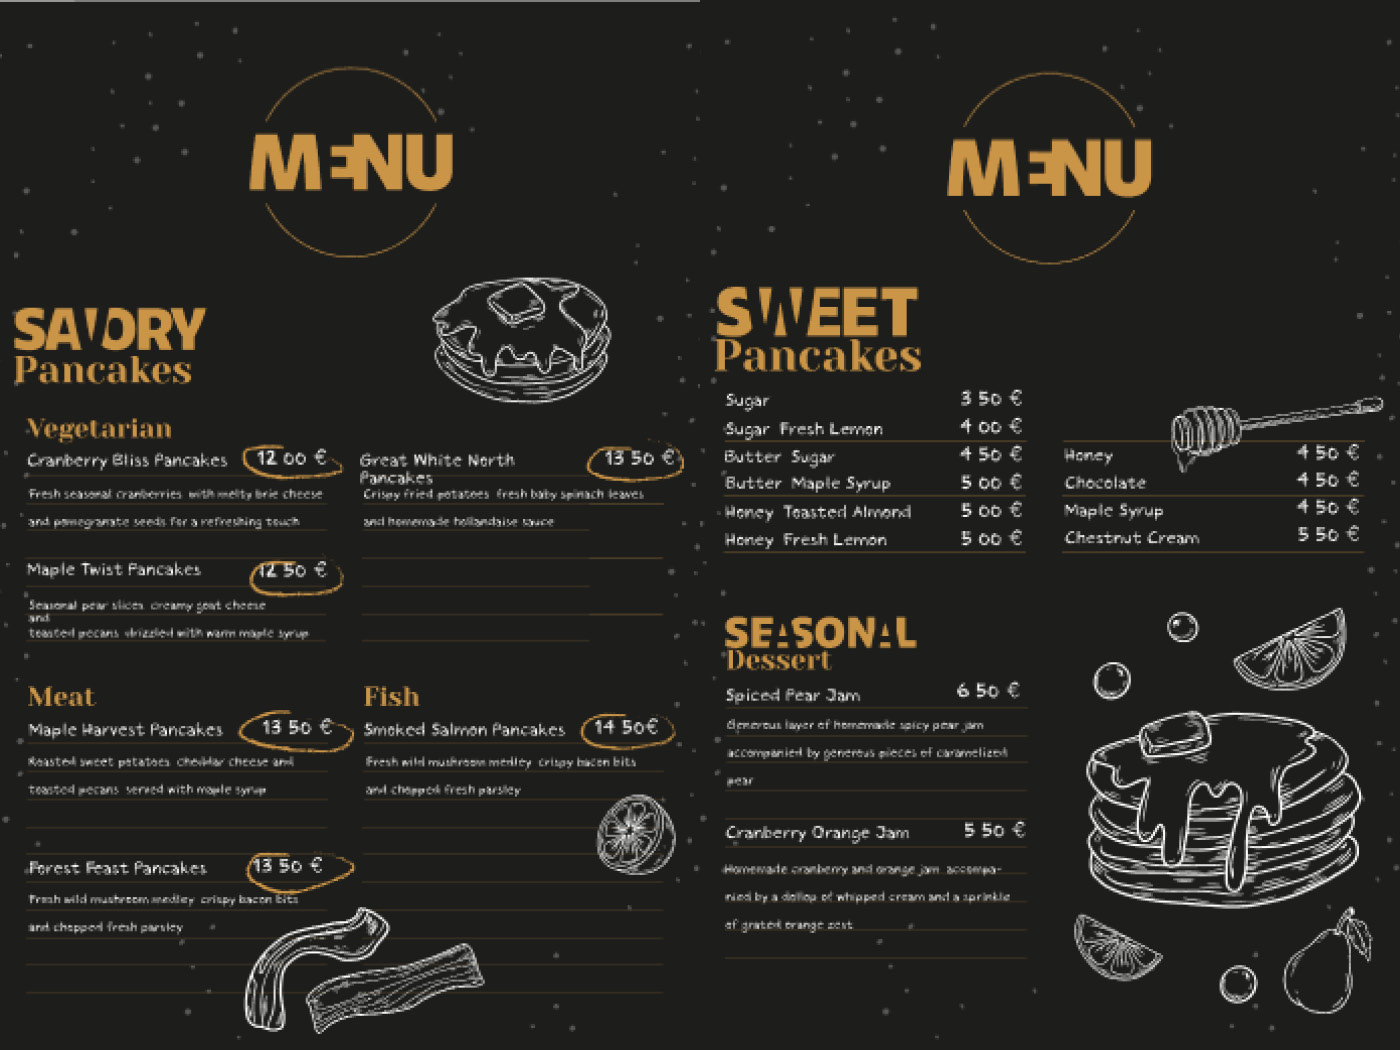 MENU
SAVORY
Pancakes
Vegetarian
Cranberry Bliss Pancakes 12 00 €
Fresh seasonal cranberries with melty brie cheese
and pomegranate seeds for a refreshing touch
Maple Twist Pancakes 12 50 €
Seasonal pear slices creamy goat cheese
and
toasted pecans drizzled with warm maple syrup
Great White North
Pancakes 13 50 €
Crispy fried potatoes fresh baby spinach leaves
and homemade hollandaise sauce
Meat
Maple Harvest Pancakes 13 50 €
Roasted sweet potatoes cheddar cheese and
toasted pecans served with maple syrup
Forest Feast Pancakes 13 50 €
Fresh wild mushroom medley crispy bacon bits
and chopped fresh parsley
Fish
Smoked Salmon Pancakes 14 50€
Fresh wild mushroom medley crispy bacon bits
and chopped fresh parsley
MENU
SWEET
Pancakes
Sugar 3 50 €
Sugar Fresh Lemon 4 00 €
Butter Sugar 4 50 €
Butter Maple Syrup 5 00 €
Honey Toasted Almond 5 00 €
Honey Fresh Lemon 5 00 €
Honey 4 50 €
Chocolate 4 50 €
Maple Syrup 4 50 €
Chestnut Cream 5 50 €
SEASONAL
Dessert
Spiced Pear Jam 6 50 €
Generous layer of homemade spicy pear jam
accompanied by generous pieces of caramelized
pear
Cranberry Orange Jam 5 50 €
Homemade cranberry and orange jam accompa-
nied by a dollop of whipped cream and a sprinkle
of grated orange zest